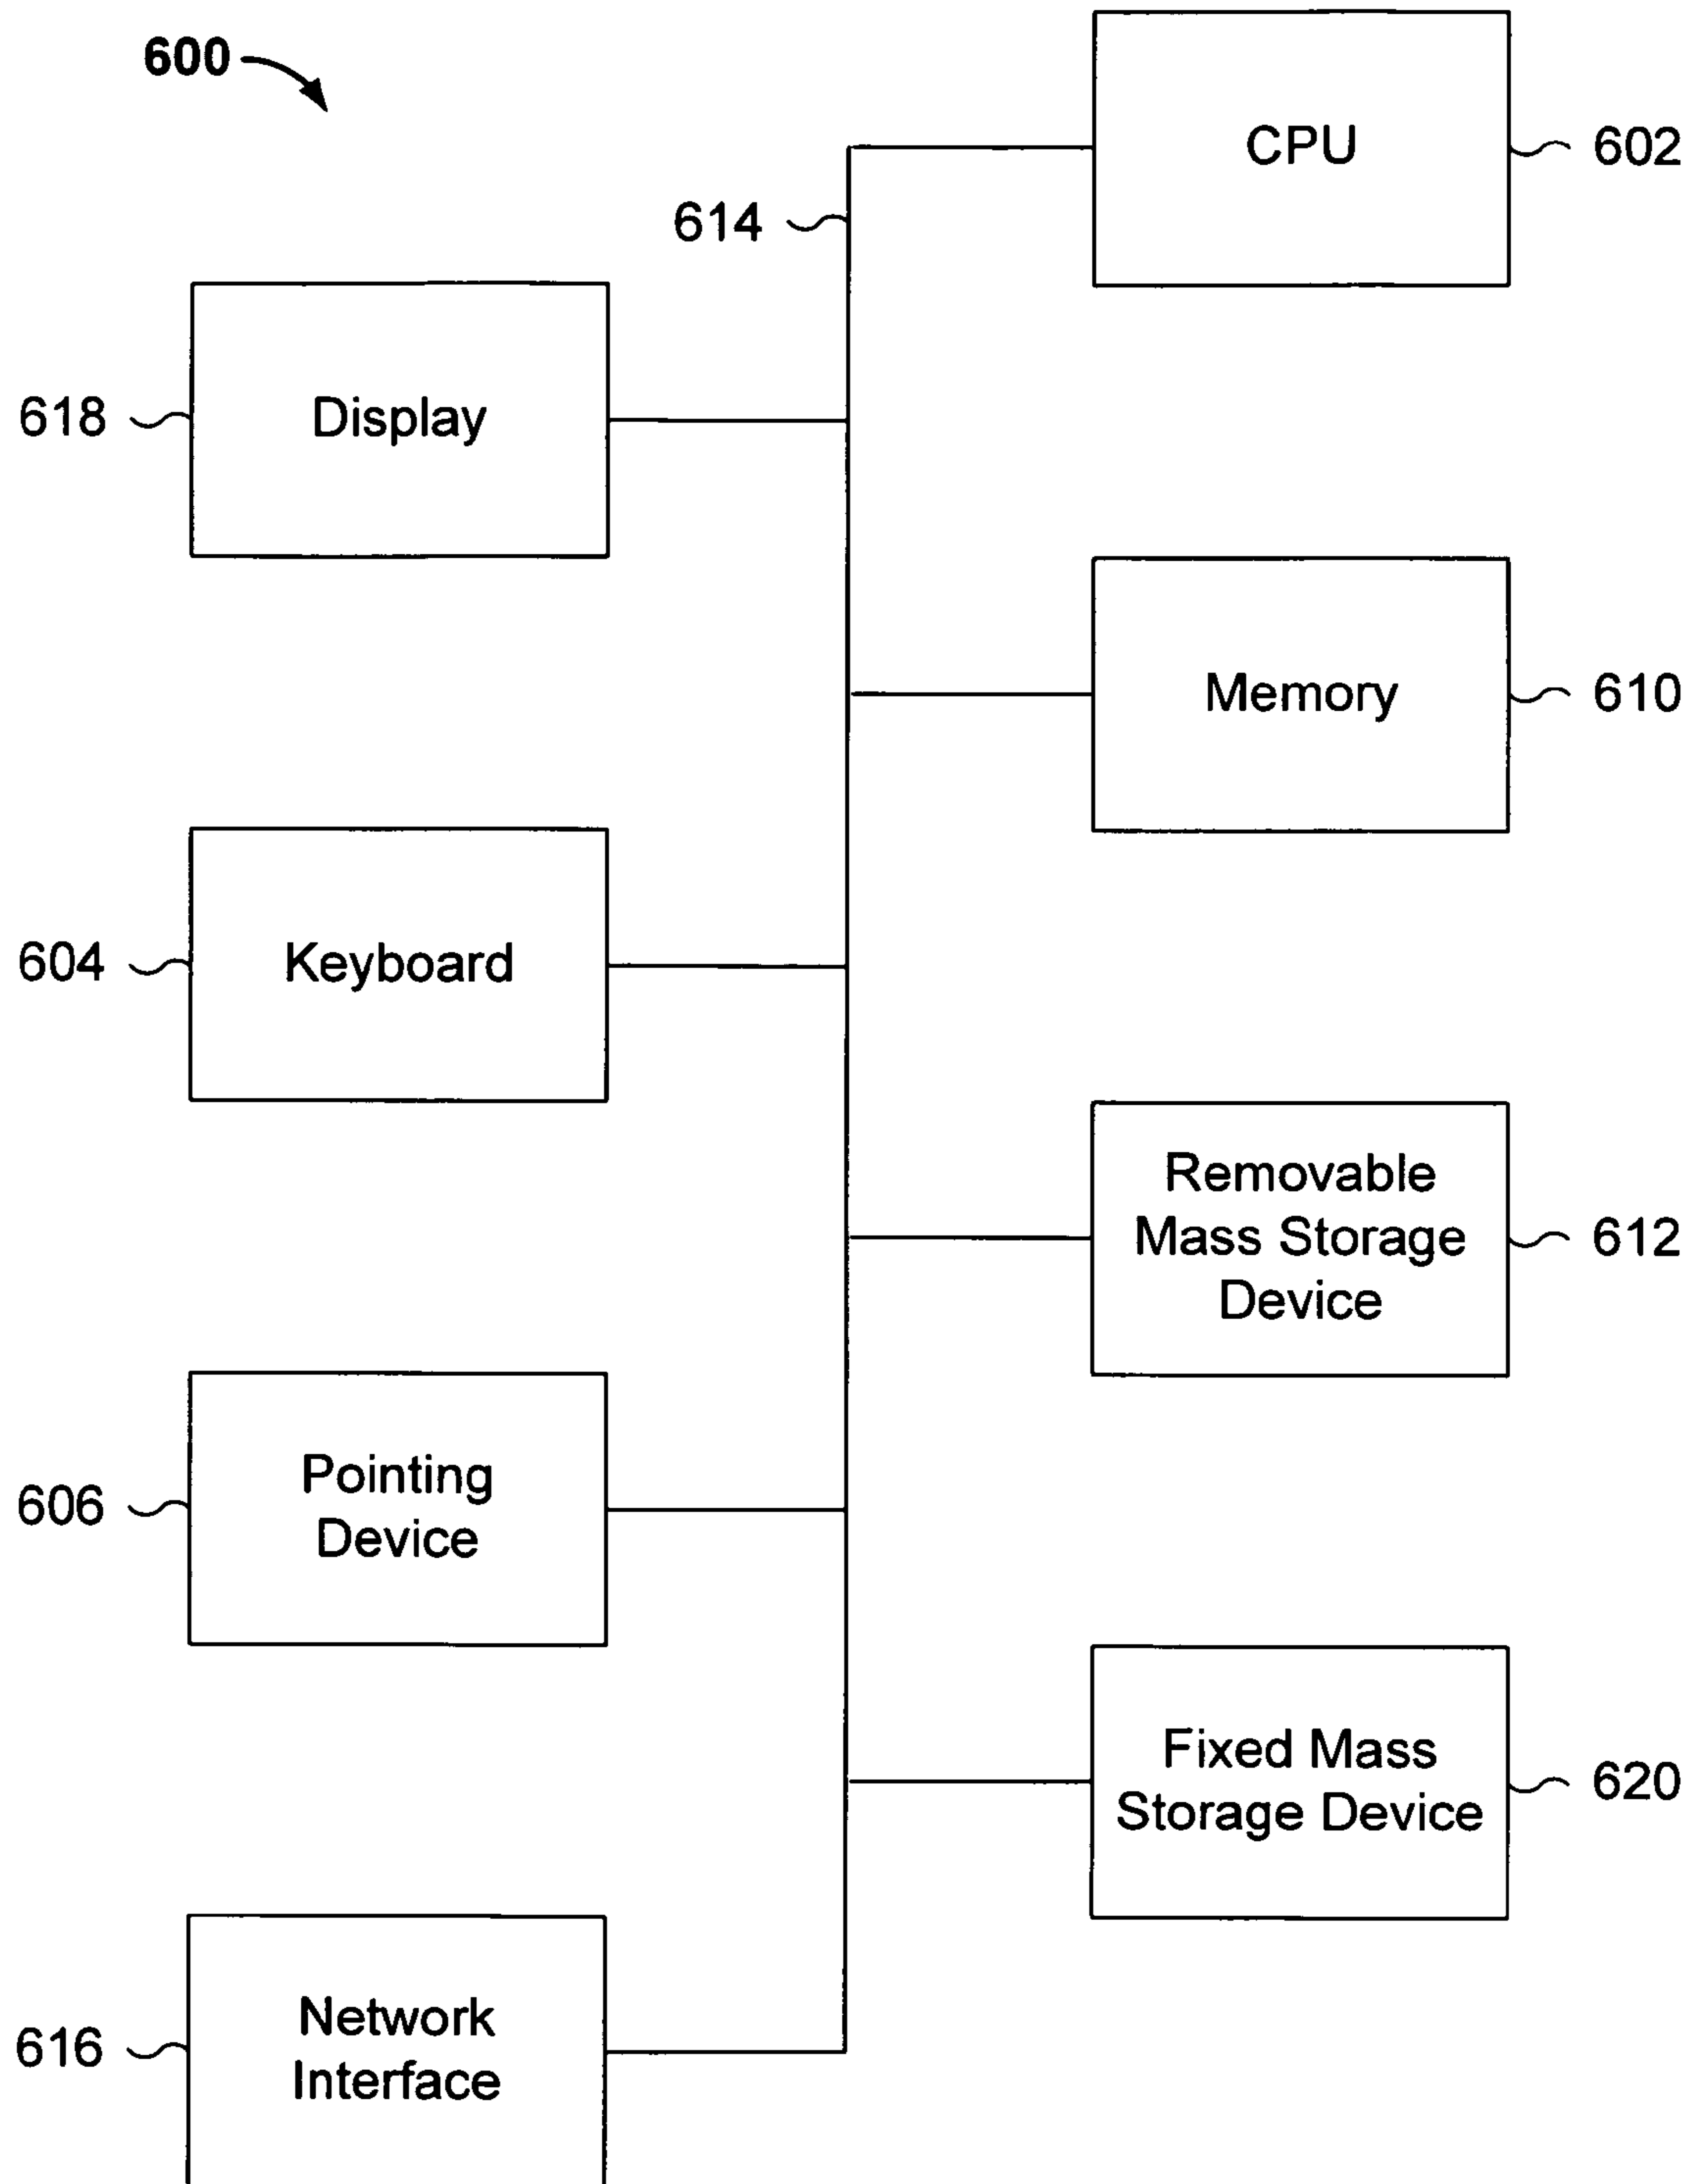 600
CPU
602
614
618
Display
Memory
610
604
Keyboard
Removable
Mass Storage
Device
612
606
Pointing
Device
Fixed Mass
Storage Device
620
616
Network
Interface